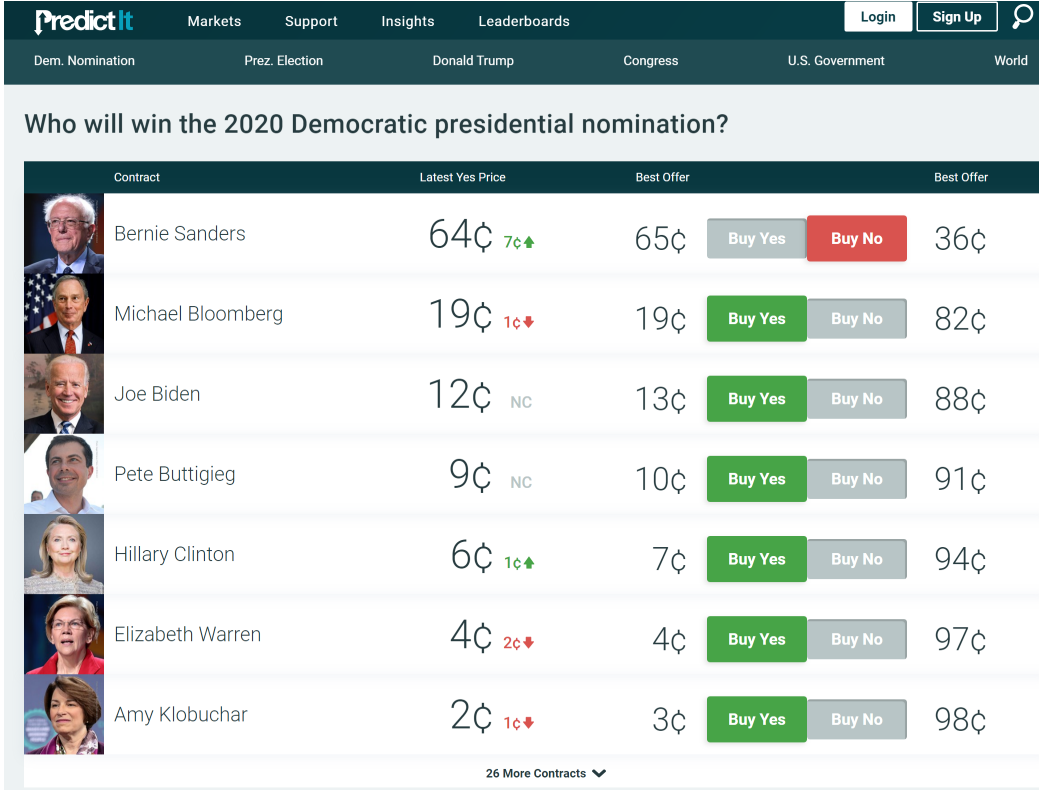 PredictIt Markets Support Insights Leaderboards Login Sign Up
Dem. Nomination Prez. Election Donald Trump Congress U.S. Government World
Who will win the 2020 Democratic presidential nomination?
Contract Latest Yes Price Best Offer Best Offer
Bernie Sanders 64¢ 7¢ 65¢ Buy Yes Buy No 36¢
Michael Bloomberg 19¢ 1¢ 19¢ Buy Yes Buy No 82¢
Joe Biden 12¢ NC 13¢ Buy Yes Buy No 88¢
Pete Buttigieg 9¢ NC 10¢ Buy Yes Buy No 91¢
Hillary Clinton 6¢ 1¢ 7¢ Buy Yes Buy No 94¢
Elizabeth Warren 4¢ 2¢ 4¢ Buy Yes Buy No 97¢
Amy Klobuchar 2¢ 1¢ 3¢ Buy Yes Buy No 98¢
26 More Contracts